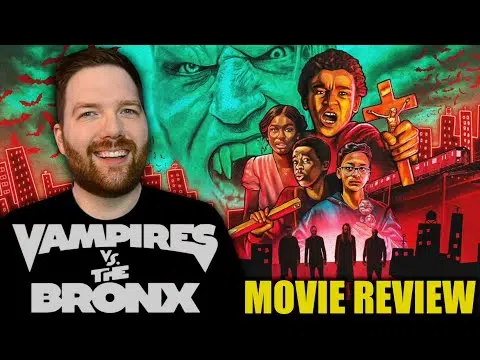 VAMPIRES
VS.
THE
BRONX
MOVIE REVIEW